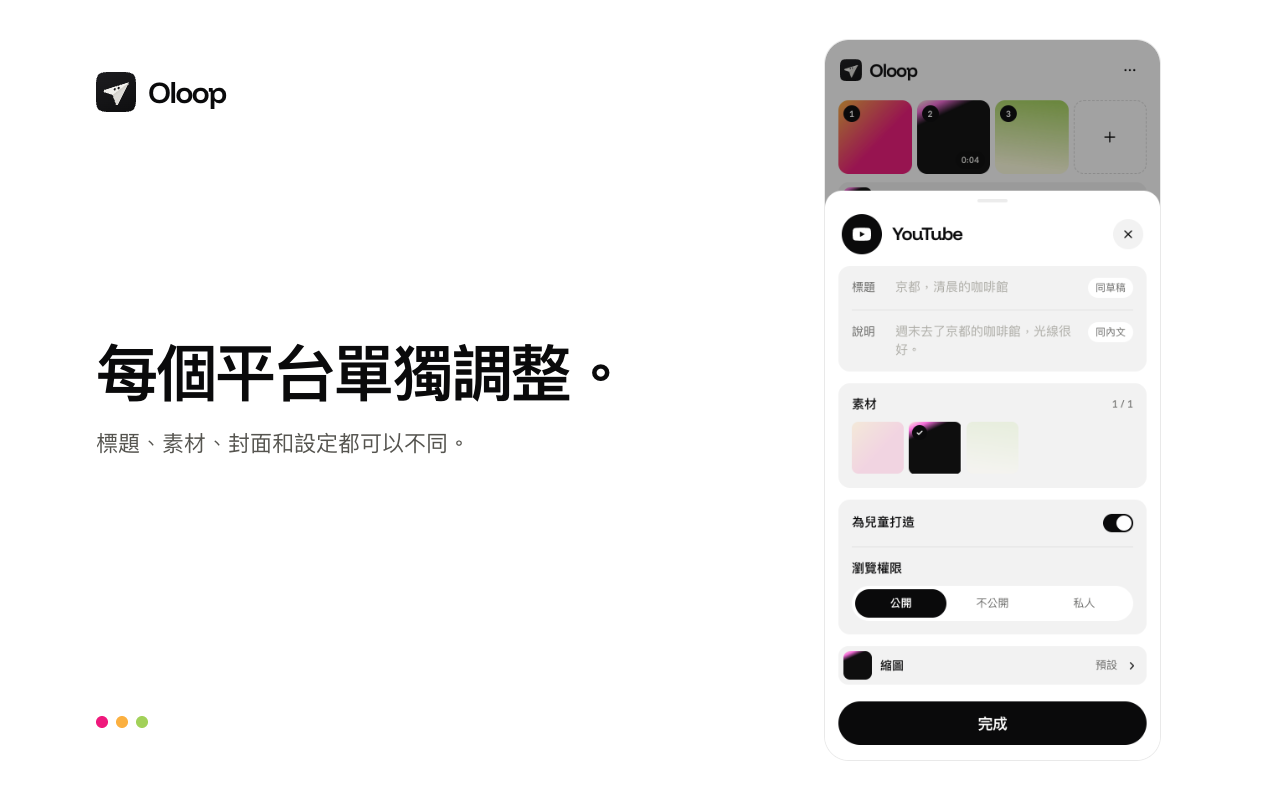 Oloop
每個平台單獨調整。
標題、素材、封面和設定都可以不同。
Oloop
1
2
3
0:04
YouTube
標題 京都，清晨的咖啡館 同草稿
說明 週末去了京都的咖啡館，光線很
好。
同內文
素材 1 / 1
為兒童打造
瀏覽權限
公開 不公開 私人
縮圖 預設
完成